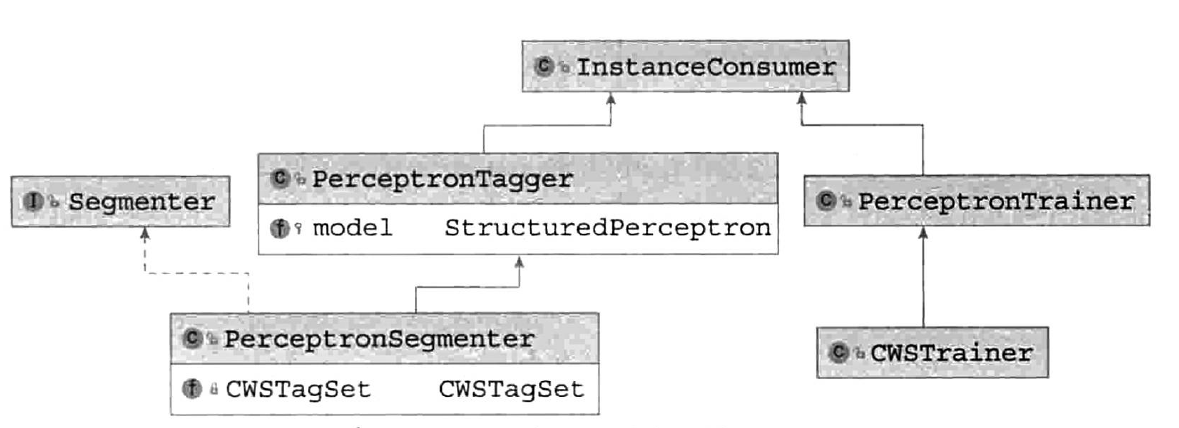 C InstanceConsumer
C PerceptronTagger
f model StructuredPerceptron
I Segmenter
C PerceptronTrainer
C PerceptronSegmenter
f CWSTagSet CWSTagSet
C CWSTrainer